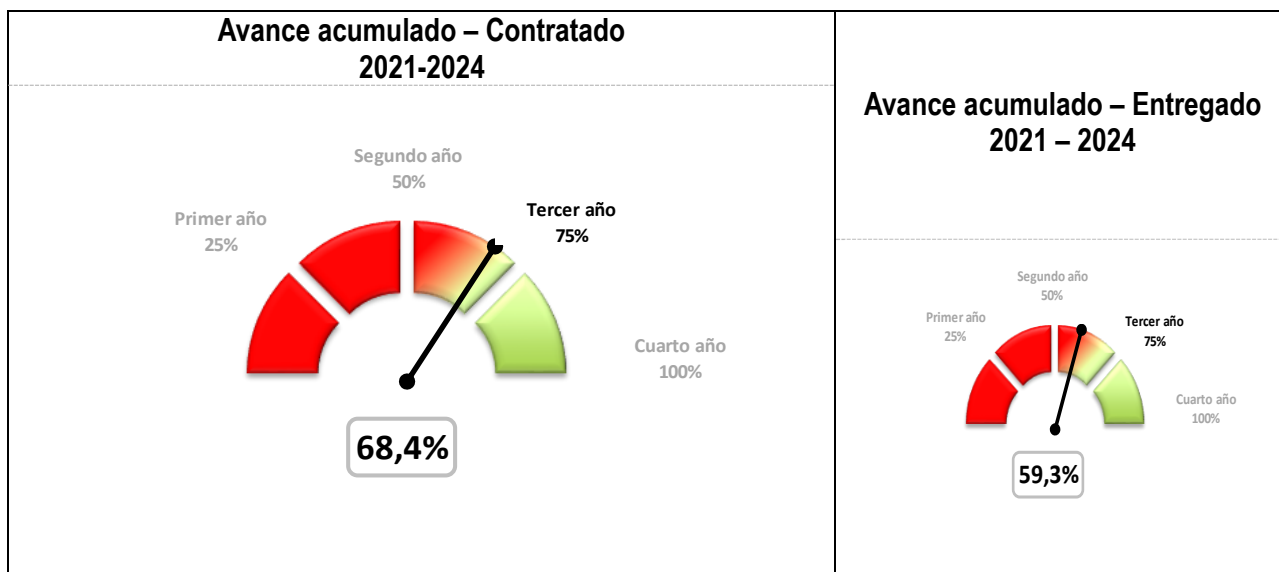 Avance acumulado – Contratado
2021-2024
Segundo año
50%
Primer año
25%
Tercer año
75%
Cuarto año
100%
68,4%
Avance acumulado – Entregado
2021 – 2024
Segundo año
50%
Primer año
25%
Tercer año
75%
Cuarto año
100%
59,3%